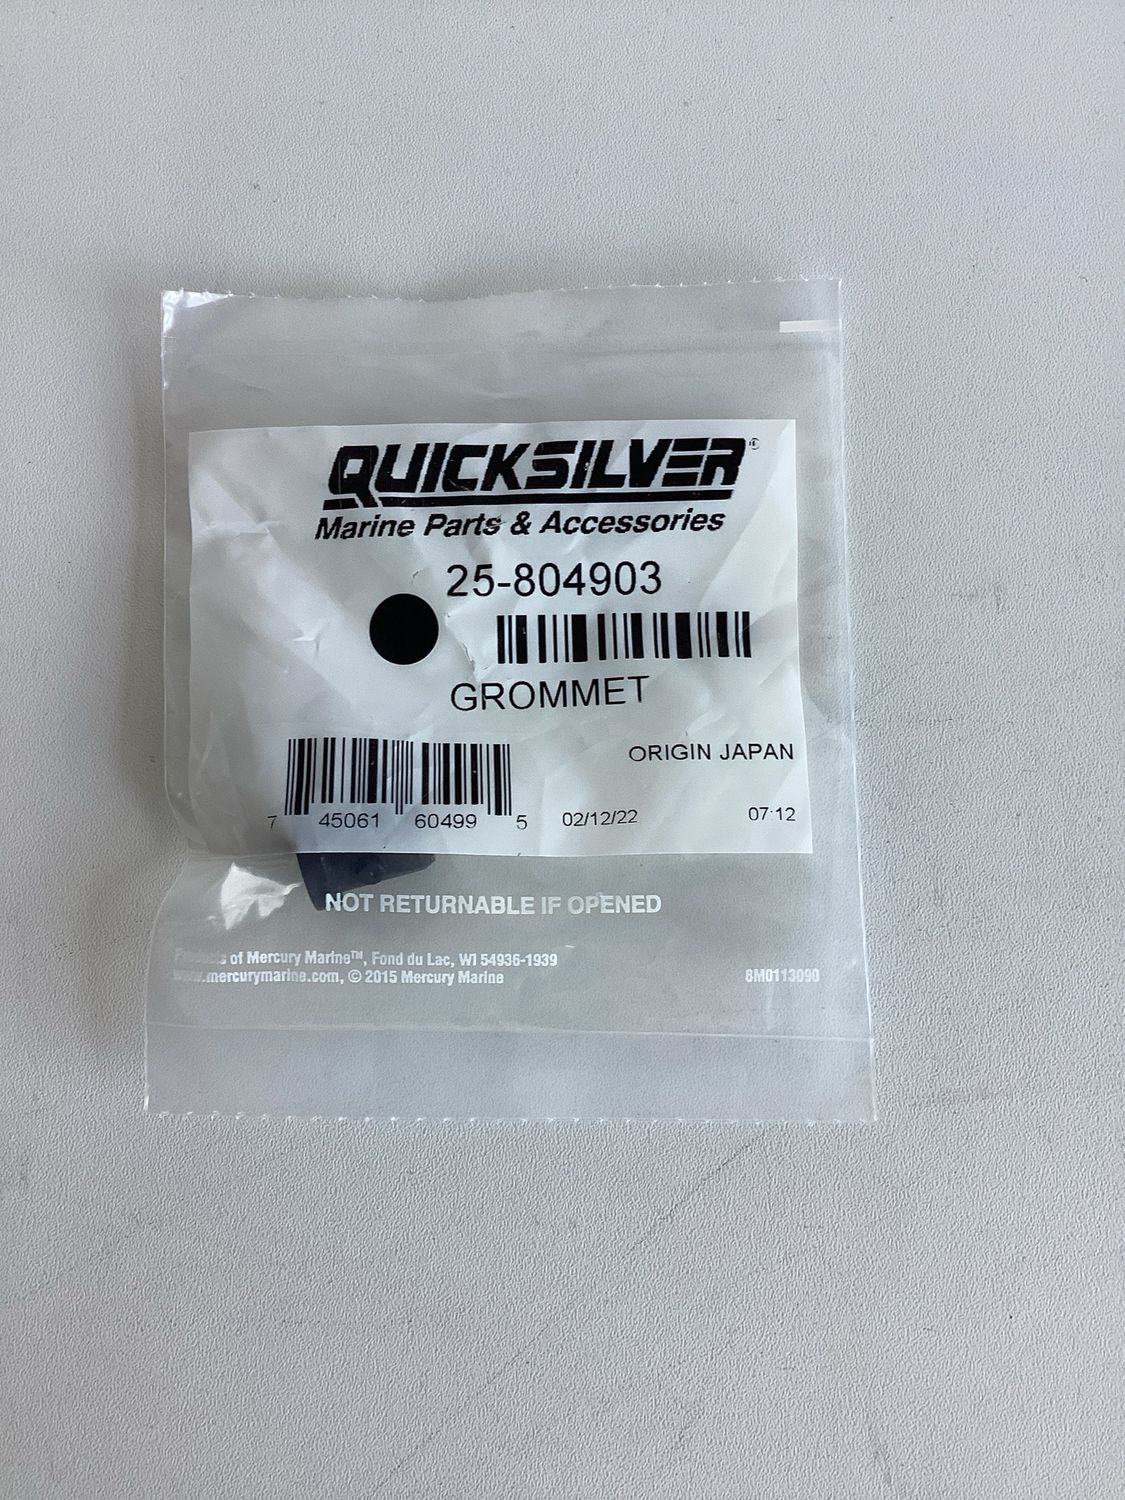 QUICKSILVER®
Marine Parts & Accessories
25-804903
GROMMET
ORIGIN JAPAN
7 45061 60499 5 02/12/22 07:12
NOT RETURNABLE IF OPENED
Products of Mercury Marine™, Fond du Lac, WI 54936-1939
www.mercurymarine.com, © 2015 Mercury Marine 8M0113090